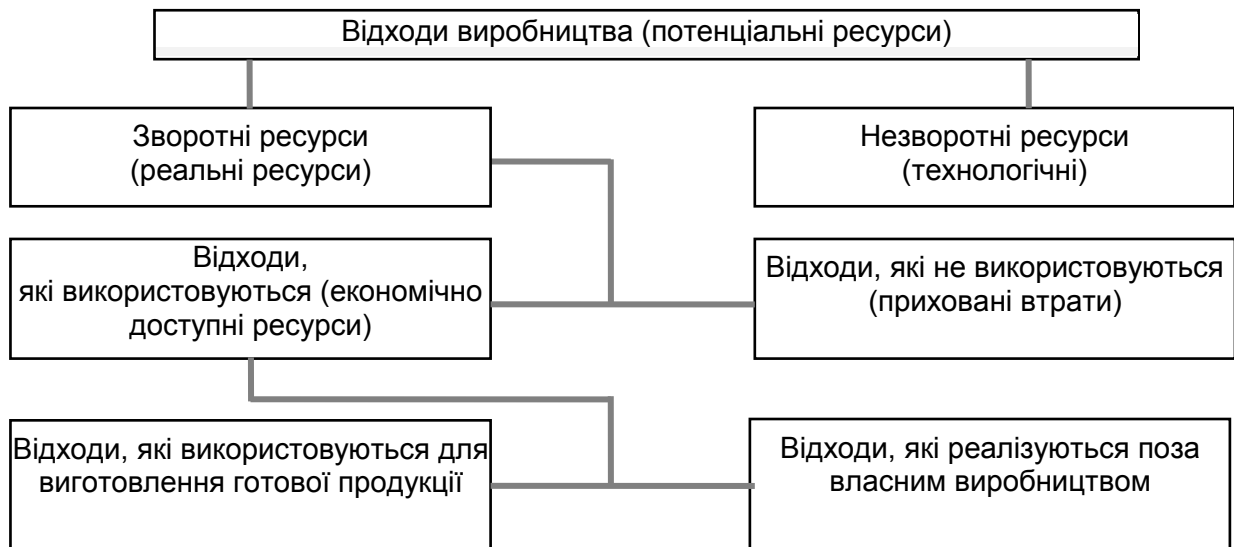 Відходи виробництва (потенціальні ресурси)
Зворотні ресурси
(реальні ресурси)
Незворотні ресурси
(технологічні)
Відходи,
які використовуються (економічно
доступні ресурси)
Відходи, які не використовуються
(приховані втрати)
Відходи, які використовуються для
виготовлення готової продукції
Відходи, які реалізуються поза
власним виробництвом